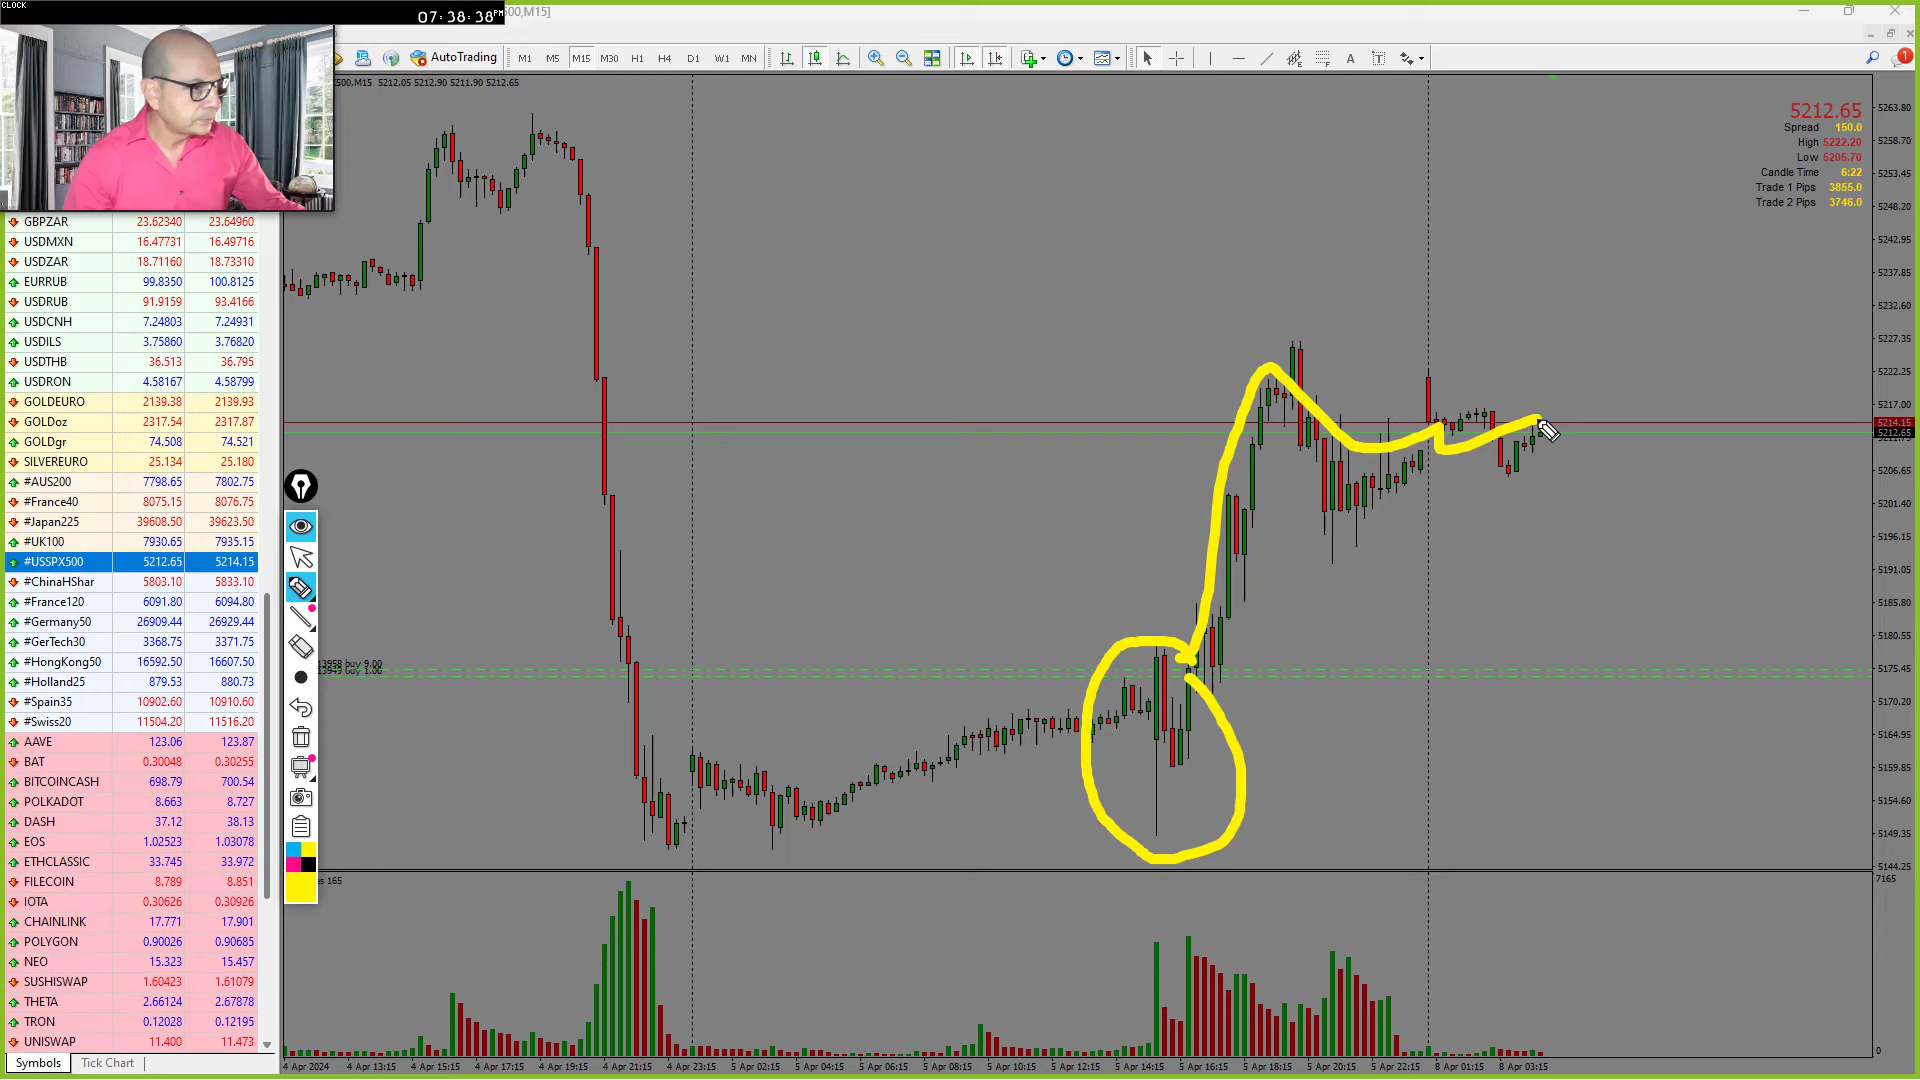 CLOCK
07:38:38PM
500,M15]
AutoTrading
M1 M5 M15 M30 H1 H4 D1 W1 MN
A T
1
500,M15 5212.05 5212.90 5211.90 5212.65
5212.65
Spread 150.0
High 5222.20
Low 5205.70
Candle Time 6:22
Trade 1 Pips 3855.0
Trade 2 Pips 3746.0
GBPZAR 23.62340 23.64960
USDMXN 16.47731 16.49716
USDZAR 18.71160 18.73310
EURRUB 99.8350 100.8125
USDRUB 91.9159 93.4166
USDCNH 7.24803 7.24931
USDILS 3.75860 3.76820
USDTHB 36.513 36.795
USDRON 4.58167 4.58799
GOLDEURO 2139.38 2139.93
GOLDoz 2317.54 2317.87
GOLDgr 74.508 74.521
SILVEREURO 25.134 25.180
#AUS200 7798.65 7802.75
#France40 8075.15 8076.75
#Japan225 39608.50 39623.50
#UK100 7930.65 7935.15
#USSPX500 5212.65 5214.15
#ChinaHShar 5803.10 5833.10
#France120 6091.80 6094.80
#Germany50 26909.44 26929.44
#GerTech30 3368.75 3371.75
#HongKong50 16592.50 16607.50
#Holland25 879.53 880.73
#Spain35 10902.60 10910.60
#Swiss20 11504.20 11516.20
AAVE 123.06 123.87
BAT 0.30048 0.30255
BITCOINCASH 698.79 700.54
POLKADOT 8.663 8.727
DASH 37.12 38.13
EOS 1.02523 1.03078
ETHCLASSIC 33.745 33.972
FILECOIN 8.789 8.851
IOTA 0.30626 0.30926
CHAINLINK 17.771 17.901
POLYGON 0.90026 0.90685
NEO 15.323 15.457
SUSHISWAP 1.60423 1.61079
THETA 2.66124 2.67878
TRON 0.12028 0.12195
UNISWAP 11.400 11.473
Symbols Tick Chart
13958 buy 9.00
13949 buy 1.00
es 165
5263.80
5258.70
5253.45
5248.20
5242.95
5237.85
5232.60
5227.35
5222.25
5217.00
5214.15
5212.65
5206.65
5201.40
5196.15
5191.05
5185.80
5180.55
5175.45
5170.20
5164.95
5159.85
5154.60
5149.35
5144.25
7165
0
4 Apr 2024 4 Apr 13:15 4 Apr 15:15 4 Apr 17:15 4 Apr 19:15 4 Apr 21:15 4 Apr 23:15 5 Apr 02:15 5 Apr 04:15 5 Apr 06:15 5 Apr 08:15 5 Apr 10:15 5 Apr 12:15 5 Apr 14:15 5 Apr 16:15 5 Apr 18:15 5 Apr 20:15 5 Apr 22:15 8 Apr 01:15 8 Apr 03:15